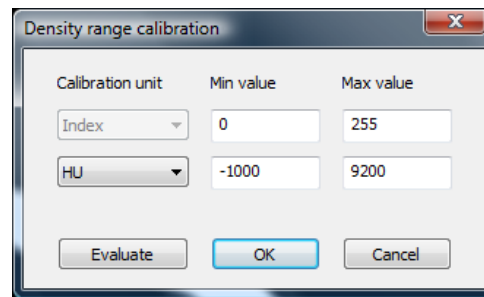 Density range calibration
Calibration unit Min value Max value
Index 0 255
HU -1000 9200
Evaluate OK Cancel